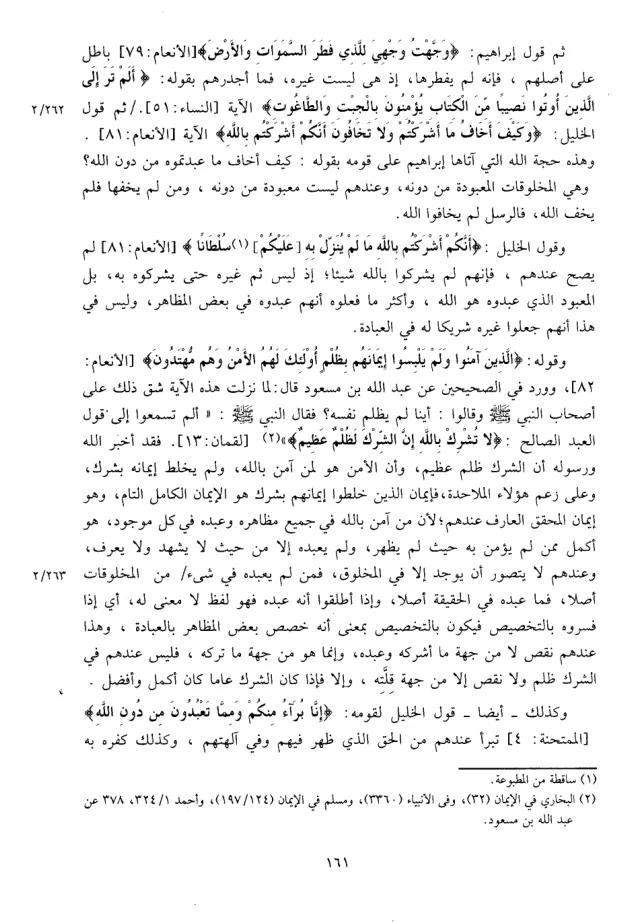 ثم قول إبراهيم: ﴿وَجَّهْتُ وَجْهِيَ لِلَّذِي فَطَرَ السَّمَوَاتِ وَالأَرْضَ﴾[الأنعام:٧٩] باطل
على أصلهم ، فإنه لم يفطرها، إذ هى ليست غيره، فما أجدرهم بقوله: ﴿ أَلَمْ تَرَ إِلَى
الَّذِينَ أُوتُوا نَصِيبًا مِّنَ الْكِتَابِ يُؤْمِنُونَ بِالْجِبْتِ وَالطَّاغُوتِ﴾ الآية [النساء:٥١]./ ثم قول ٢/٢٦٢
الخليل: ﴿وَكَيْفَ أَخَافُ مَا أَشْرَكْتُمْ وَلا تَخَافُونَ أَنَّكُمْ أَشْرَكْتُم بِاللَّهِ﴾ الآية [الأنعام:٨١] .
وهذه حجة الله التي آتاها إبراهيم على قومه بقوله : كيف أخاف ما عبدتموه من دون الله؟
وهي المخلوقات المعبودة من دونه، وعندهم ليست معبودة من دونه ، ومن لم يخفها فلم
يخف الله، فالرسل لم يخافوا الله.
وقول الخليل :﴿أَنَّكُمْ أَشْرَكْتُم بِاللَّهِ مَا لَمْ يُنَزِّلْ بِهِ [عَلَيْكُمْ](١)سُلْطَانًا ﴾ [الأنعام:٨١] لم
يصح عندهم ، فإنهم لم يشركوا بالله شيئا؛ إذ ليس ثم غيره حتى يشركوه به، بل
المعبود الذي عبدوه هو الله ، وأكثر ما فعلوه أنهم عبدوه في بعض المظاهر، وليس في
هذا أنهم جعلوا غيره شريكا له في العبادة.
وقوله: ﴿الَّذِينَ آمَنُوا وَلَمْ يَلْبِسُوا إِيمَانَهُم بِظُلْمٍ أُوْلَئِكَ لَهُمُ الأَمْنُ وَهُم مُّهْتَدُونَ﴾ [الأنعام:
٨٢]، وورد في الصحيحين عن عبد الله بن مسعود قال:لما نزلت هذه الآية شق ذلك على
أصحاب النبي ﷺ وقالوا : أينا لم يظلم نفسه؟ فقال النبي ﷺ : « ألم تسمعوا إلى قول
العبد الصالح :﴿لا تُشْرِكْ بِاللَّهِ إِنَّ الشِّرْكَ لَظُلْمٌ عَظِيمٌ﴾»(٢) [لقمان:١٣]. فقد أخبر الله
ورسوله أن الشرك ظلم عظيم، وأن الأمن هو لمن آمن بالله، ولم يخلط إيمانه بشرك،
وعلى زعم هؤلاء الملاحدة،فإيمان الذين خلطوا إيمانهم بشرك هو الإيمان الكامل التام، وهو
إيمان المحقق العارف عندهم؛لأن من آمن بالله في جميع مظاهره وعبده في كل موجود، هو
أكمل ممن لم يؤمن به حيث لم يظهر، ولم يعبده إلا من حيث لا يشهد ولا يعرف،
وعندهم لا يتصور أن يوجد إلا في المخلوق، فمن لم يعبده في شىء/ من المخلوقات ٢/٢٦٣
أصلا، فما عبده في الحقيقة أصلا، وإذا أطلقوا أنه عبده فهو لفظ لا معنى له، أي إذا
فسروه بالتخصيص فيكون بالتخصيص بمعنى أنه خصص بعض المظاهر بالعبادة ، وهذا
عندهم نقص لا من جهة ما أشركه وعبده، وإنما هو من جهة ما تركه ، فليس عندهم في
الشرك ظلم ولا نقص إلا من جهة قِلَّته ، وإلا فإذا كان الشرك عاما كان أكمل وأفضل .
وكذلك ـ أيضا ـ قول الخليل لقومه: ﴿إِنَّا بُرَآءُ مِنكُمْ وَمِمَّا تَعْبُدُونَ مِن دُونِ اللَّهِ﴾
[الممتحنة: ٤] تبرأ عندهم من الحق الذي ظهر فيهم وفي آلهتهم ، وكذلك كفره به
(١) ساقطة من المطبوعة.
(٢) البخاري في الإيمان (٣٢)، وفى الأنبياء (٣٣٦٠)، ومسلم في الإيمان (١٩٧/١٢٤)، وأحمد ٣٢٤/١، ٣٧٨ عن
عبد الله بن مسعود.
١٦١